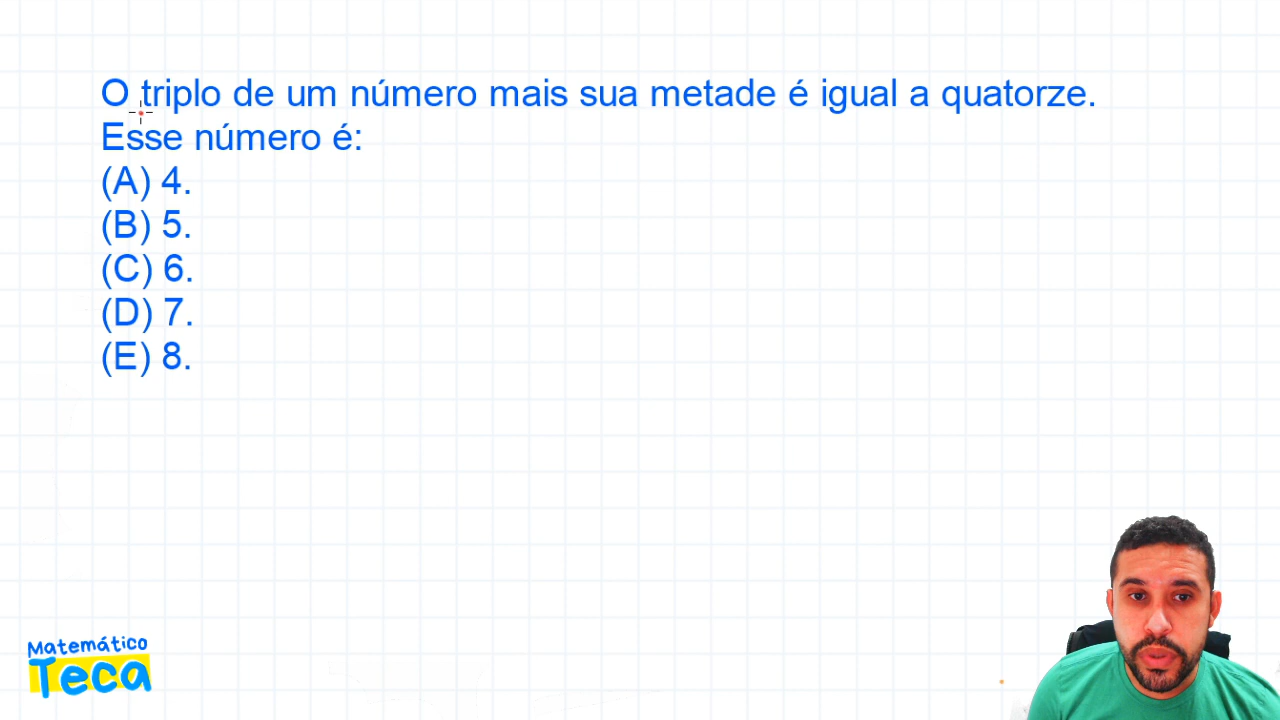 O triplo de um número mais sua metade é igual a quatorze.
Esse número é:
(A) 4.
(B) 5.
(C) 6.
(D) 7.
(E) 8.
Matemático
Teca